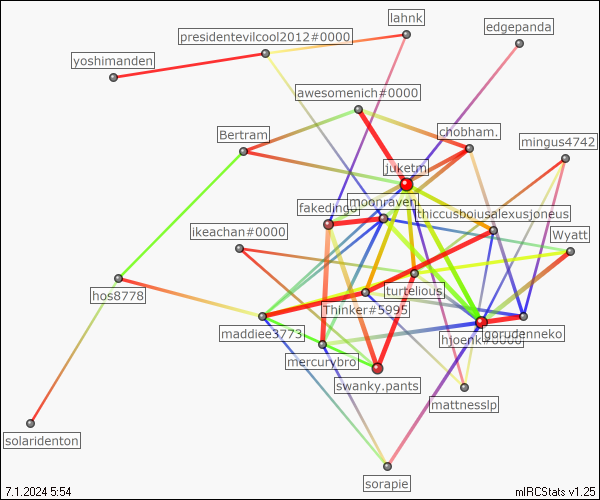 lahnk
edgepanda
presidentevilcool2012#0000
yoshimanden
awesomenich#0000
Bertram
chobham.
mingus4742
juketm
moonraven
fakedingo
thiccusboiusalexusjoneus
ikeachan#0000
Wyatt
hos8778
turtelious
Thinker#5995
maddiee3773
gorudenneko
hjoenk#0000
mercurybro
swanky.pants
mattnesslp
solaridenton
sorapie
7.1.2024 5:54
mIRCStats v1.25